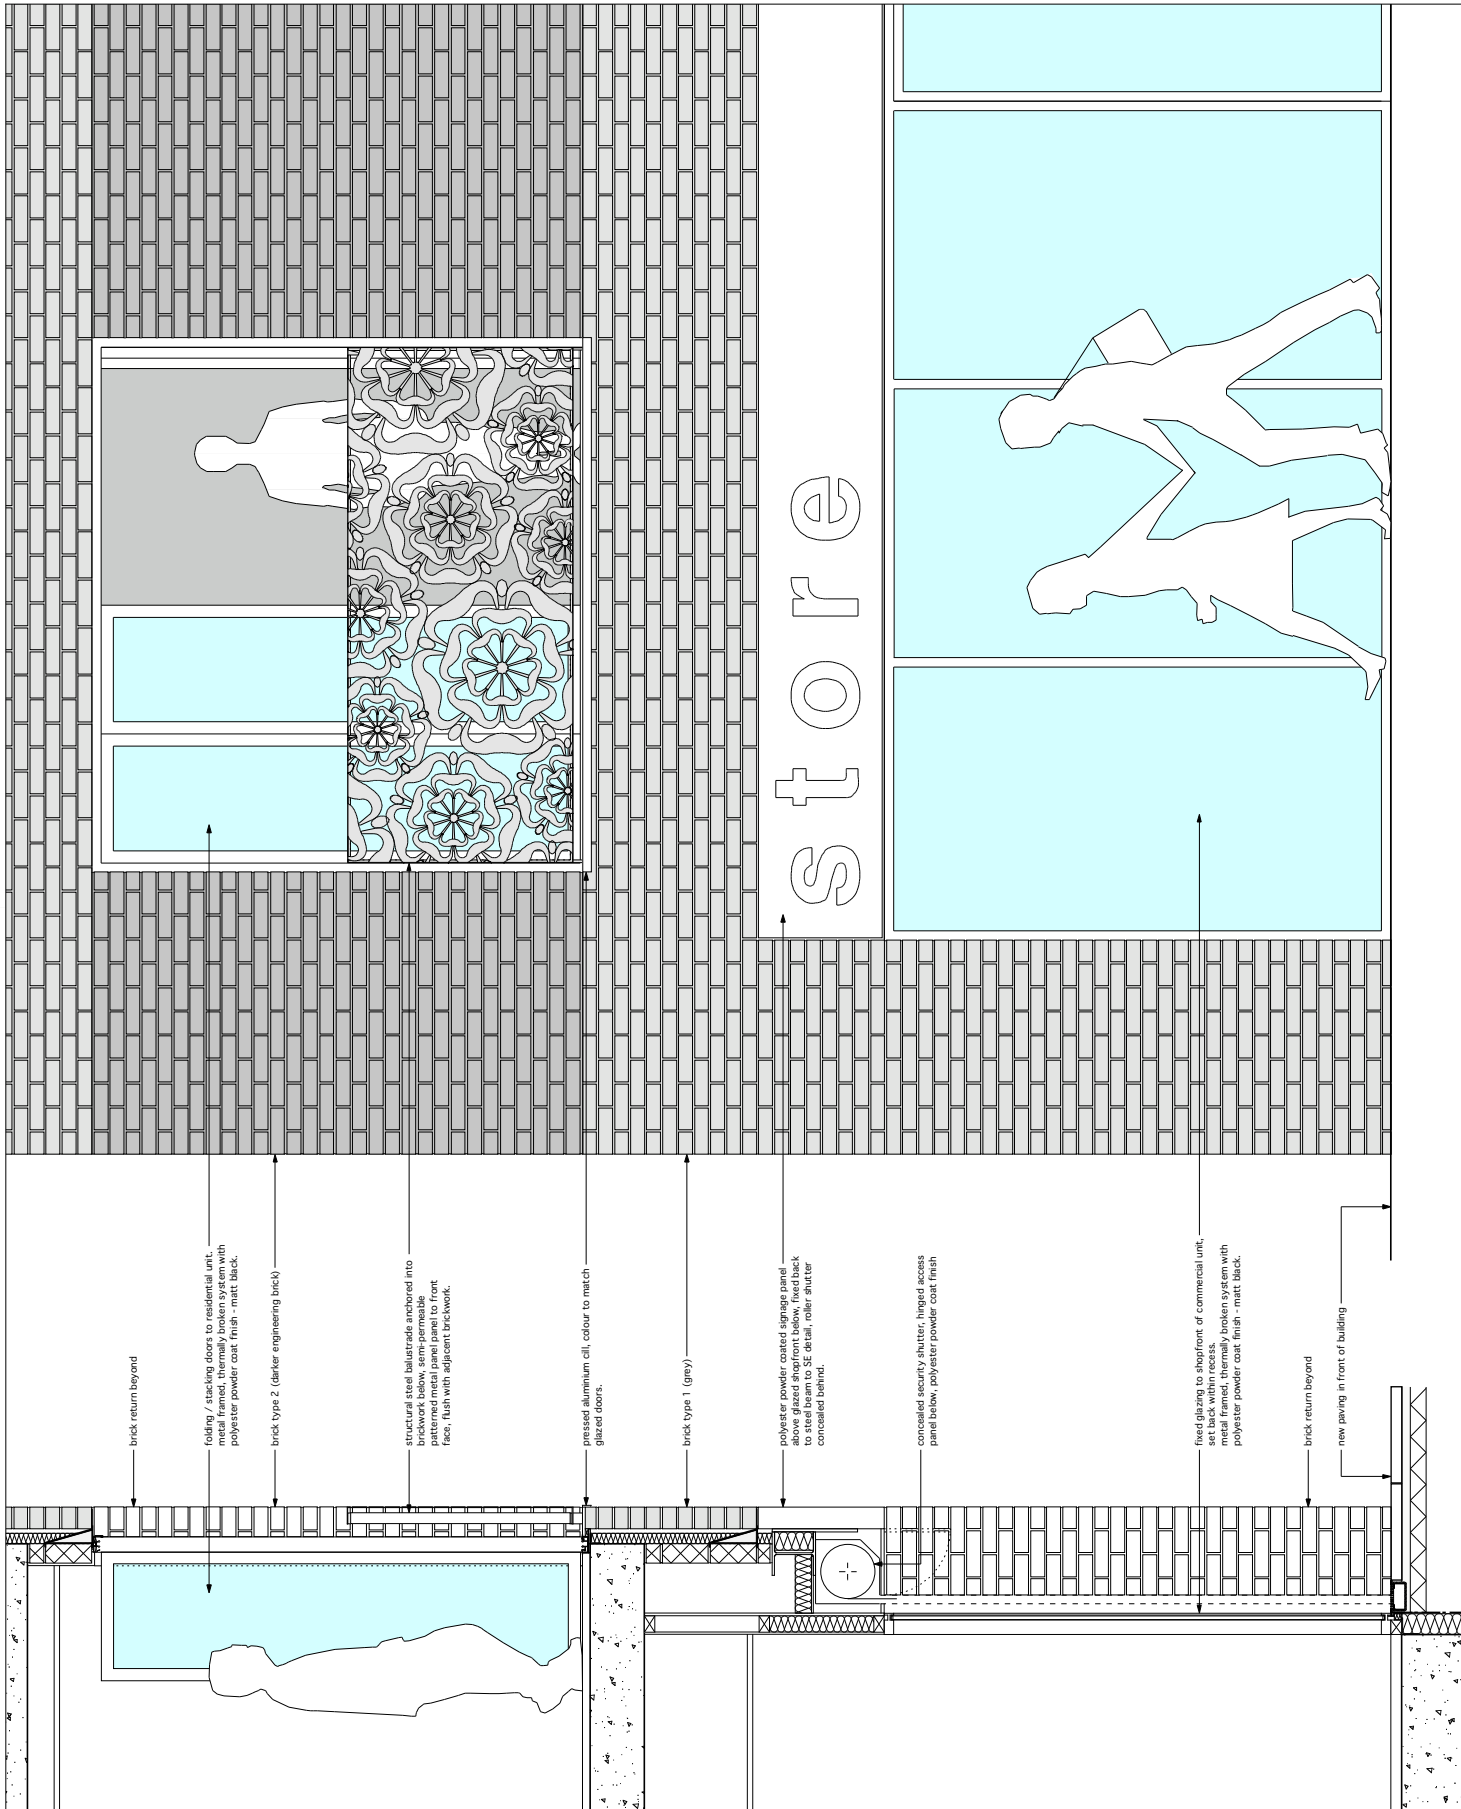 brick return beyond
folding / stacking doors to residential unit.
metal framed, thermally broken system with
polyester powder coat finish - matt black.
brick type 2 (darker engineering brick)
structural steel balustrade anchored into
brickwork below, semi-permeable
patterned metal panel panel to front
face, flush with adjacent brickwork.
pressed aluminium cill, colour to match
glazed doors.
brick type 1 (grey)
polyester powder coated signage panel
above glazed shopfront below, fixed back
to steel beam to SE detail, roller shutter
concealed behind.
concealed security shutter, hinged access
panel below, polyester powder coat finish
fixed glazing to shopfront of commercial unit,
set back within recess.
metal framed, thermally broken system with
polyester powder coat finish - matt black.
brick return beyond
new paving in front of building
store